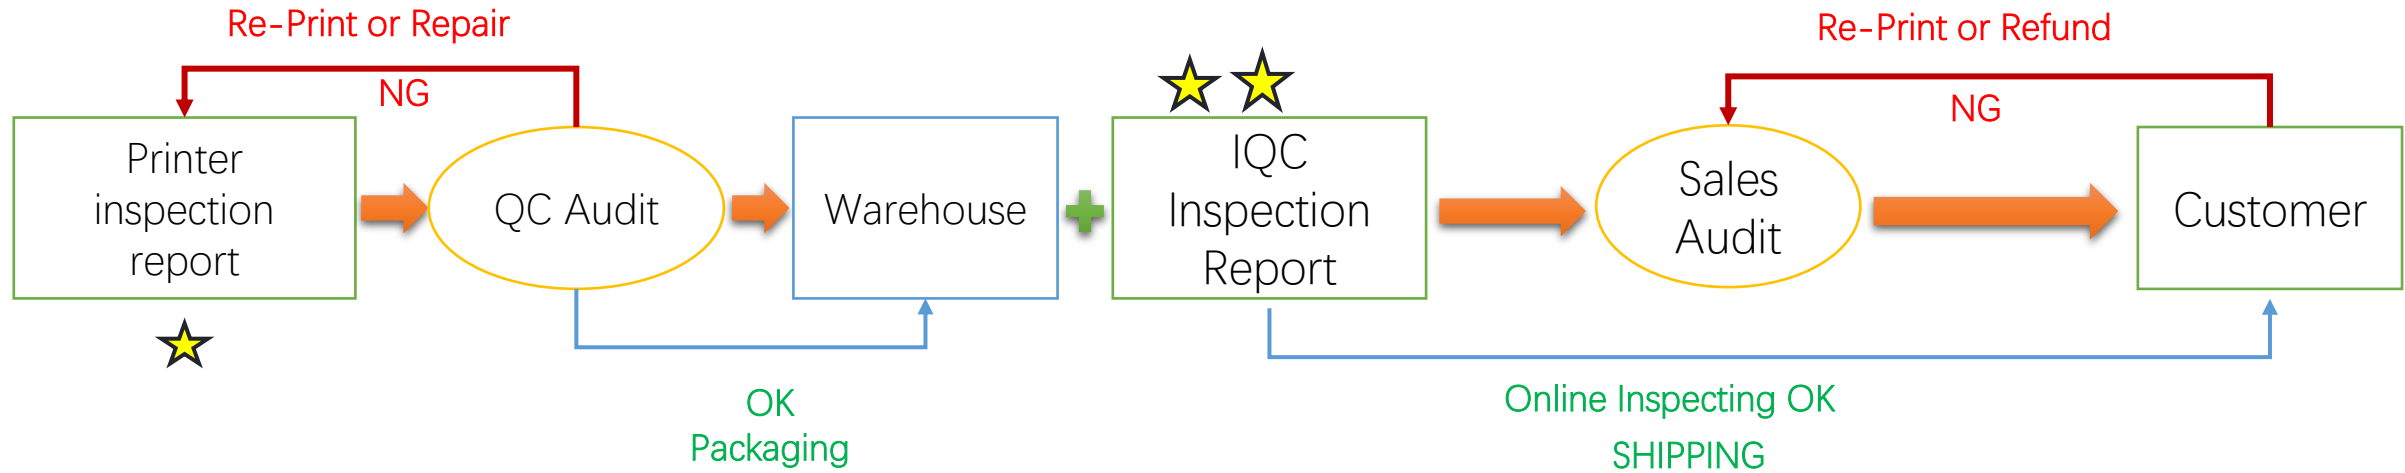 Re-Print or Repair
NG
Printer
inspection
report
QC Audit
OK
Packaging
Warehouse
IQC
Inspection
Report
Sales
Audit
Re-Print or Refund
NG
Customer
Online Inspecting OK
SHIPPING